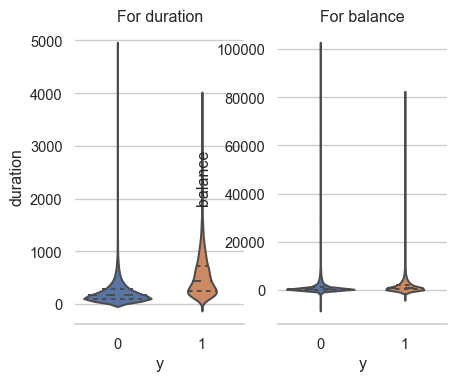 For duration
For balance
5000
4000
3000
2000
1000
0
duration
0
1
y
100000
80000
60000
40000
20000
0
balance
0
1
y